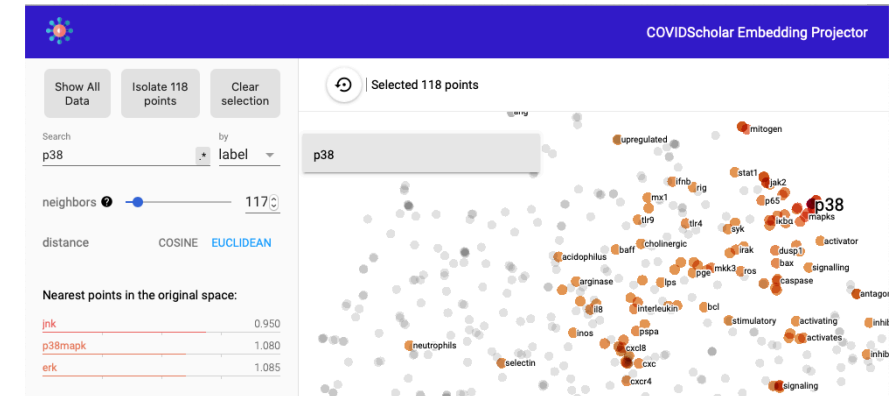 COVIDScholar Embedding Projector
Show All
Data
Isolate 118
points
Clear
selection
Selected 118 points
Search
p38
.*
by
label
neighbors ? 117
distance COSINE EUCLIDEAN
Nearest points in the original space:
jnk 0.950
p38mapk 1.080
erk 1.085
p38
mitogen
upregulated
stat1
jak2
ifnb
rig
mx1
p65
p38
mapks
tlr9
tlr4
syk
ikbα
activator
cholinergic
baff
irak
dusp1
acidophilus
bax
signalling
pge
mkk3
ros
arginase
lps
caspase
antagon
il8
interleukin
bcl
stimulatory
activating
inhib
inos
pspa
activates
neutrophils
cxcl8
inhib
selectin
cxc
cxcr4
signaling